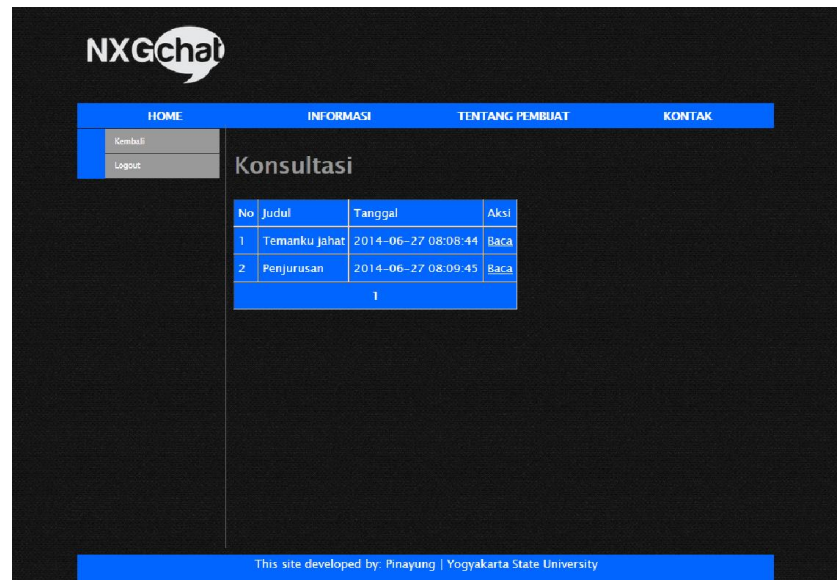 NXGchat
HOME INFORMASI TENTANG PEMBUAT KONTAK
Kembali
Logout
Konsultasi
No Judul Tanggal Aksi
1 Temanku jahat 2014-06-27 08:08:44 Baca
2 Penjurusan 2014-06-27 08:09:45 Baca
1
This site developed by: Pinayung | Yogyakarta State University